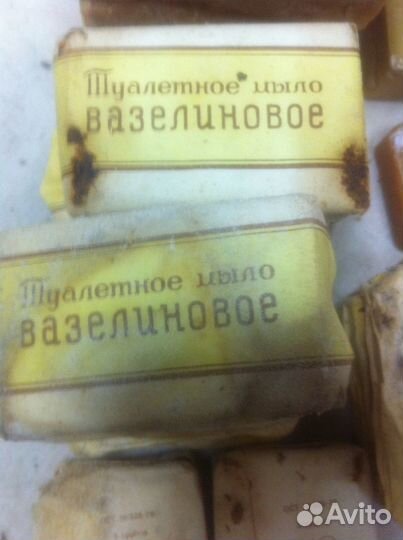 Туалетное мыло
вазелиновое
Туалетное мыло
вазелиновое
Avito